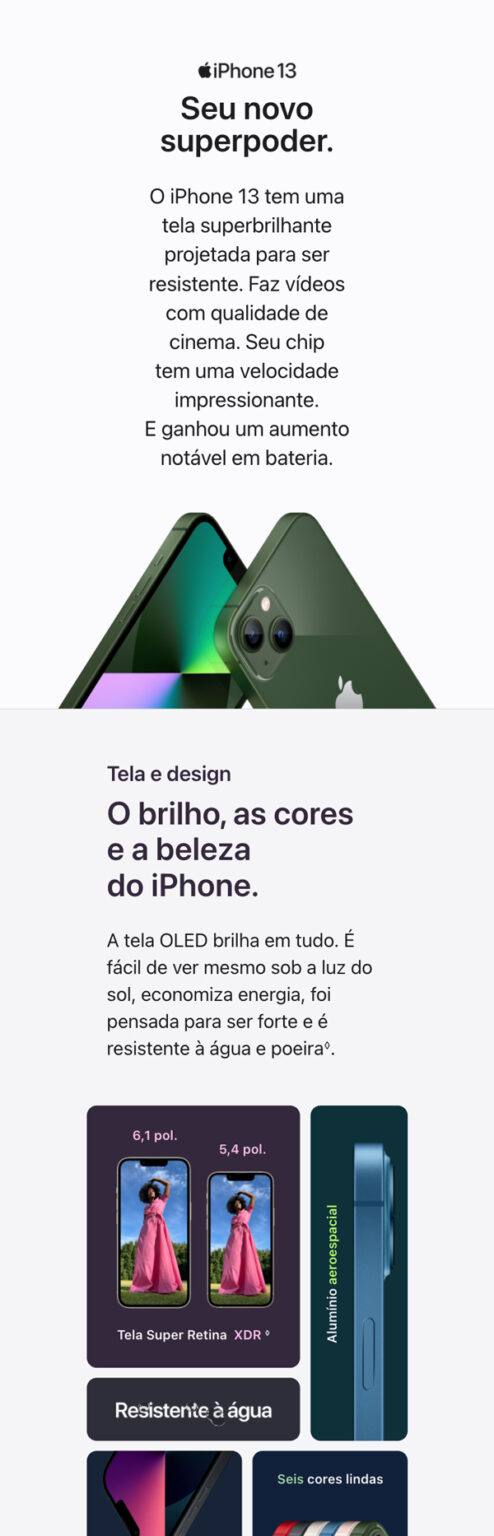 iPhone 13
Seu novo
superpoder.
O iPhone 13 tem uma
tela superbrilhante
projetada para ser
resistente. Faz vídeos
com qualidade de
cinema. Seu chip
tem uma velocidade
impressionante.
E ganhou um aumento
notável em bateria.
Tela e design
O brilho, as cores
e a beleza
do iPhone.
A tela OLED brilha em tudo. É
fácil de ver mesmo sob a luz do
sol, economiza energia, foi
pensada para ser forte e é
resistente à água e poeira◊.
6,1 pol.
5,4 pol.
Tela Super Retina XDR ◊
Alumínio aeroespacial
Resistente à água
Seis cores lindas